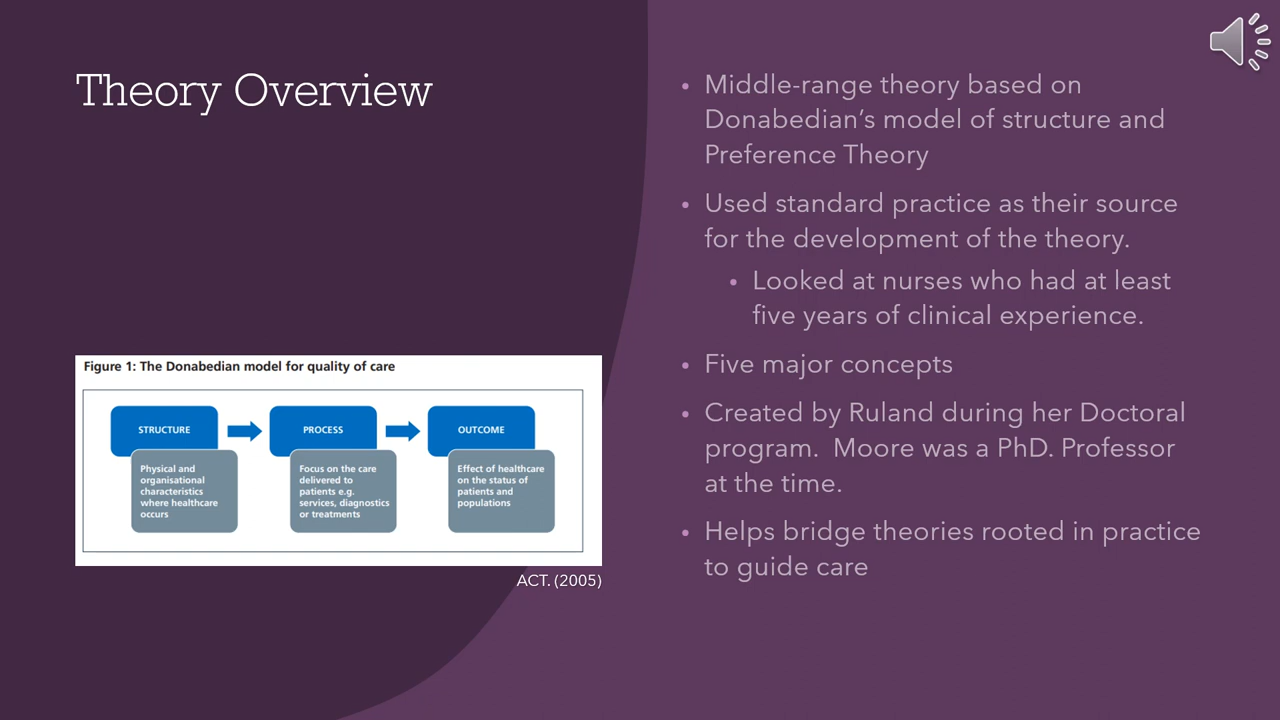 Theory Overview
Figure 1: The Donabedian model for quality of care
STRUCTURE
Physical and
organisational
characteristics
where healthcare
occurs
PROCESS
Focus on the care
delivered to
patients e.g.
services, diagnostics
or treatments
OUTCOME
Effect of healthcare
on the status of
patients and
populations
ACT. (2005)
• Middle-range theory based on
Donabedian’s model of structure and
Preference Theory
• Used standard practice as their source
for the development of the theory.
• Looked at nurses who had at least
five years of clinical experience.
• Five major concepts
• Created by Ruland during her Doctoral
program.  Moore was a PhD. Professor
at the time.
• Helps bridge theories rooted in practice
to guide care